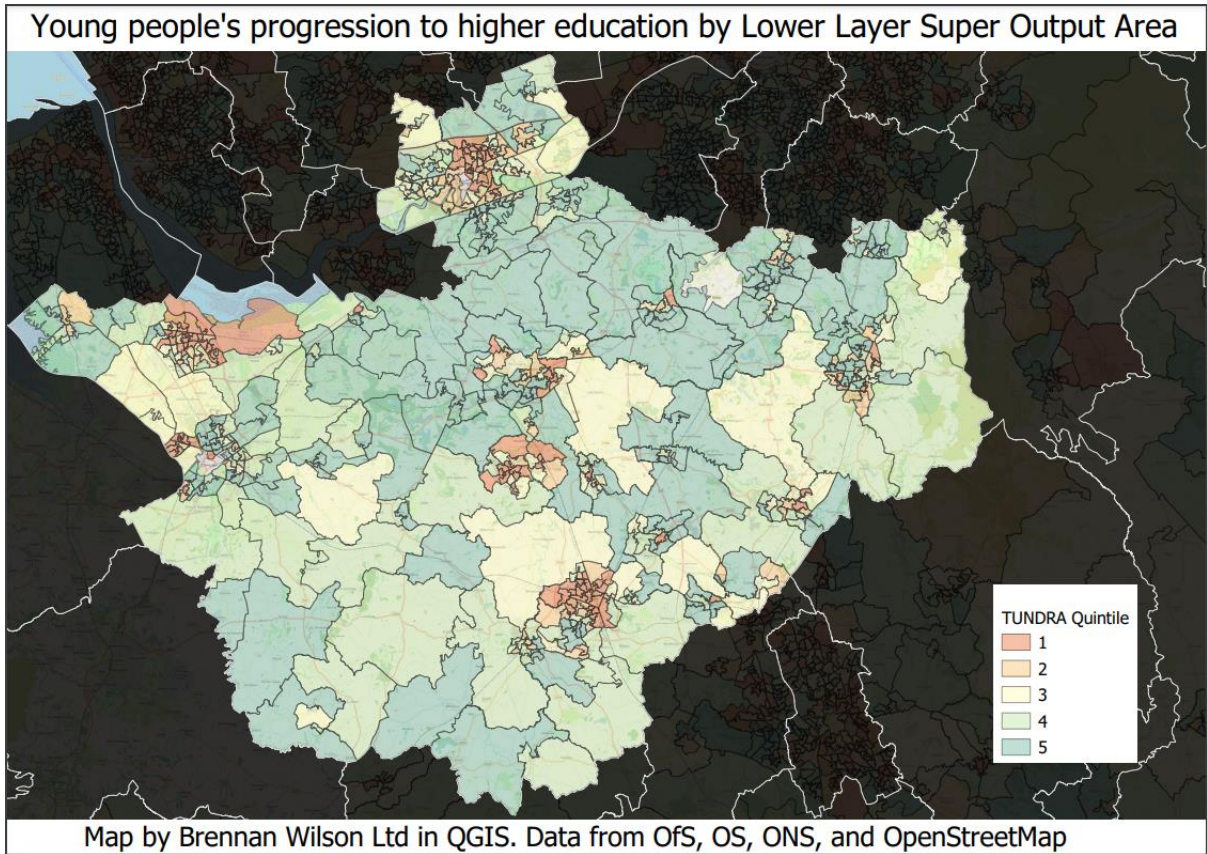 Young people's progression to higher education by Lower Layer Super Output Area
TUNDRA Quintile
1
2
3
4
5
Map by Brennan Wilson Ltd in QGIS. Data from OfS, OS, ONS, and OpenStreetMap